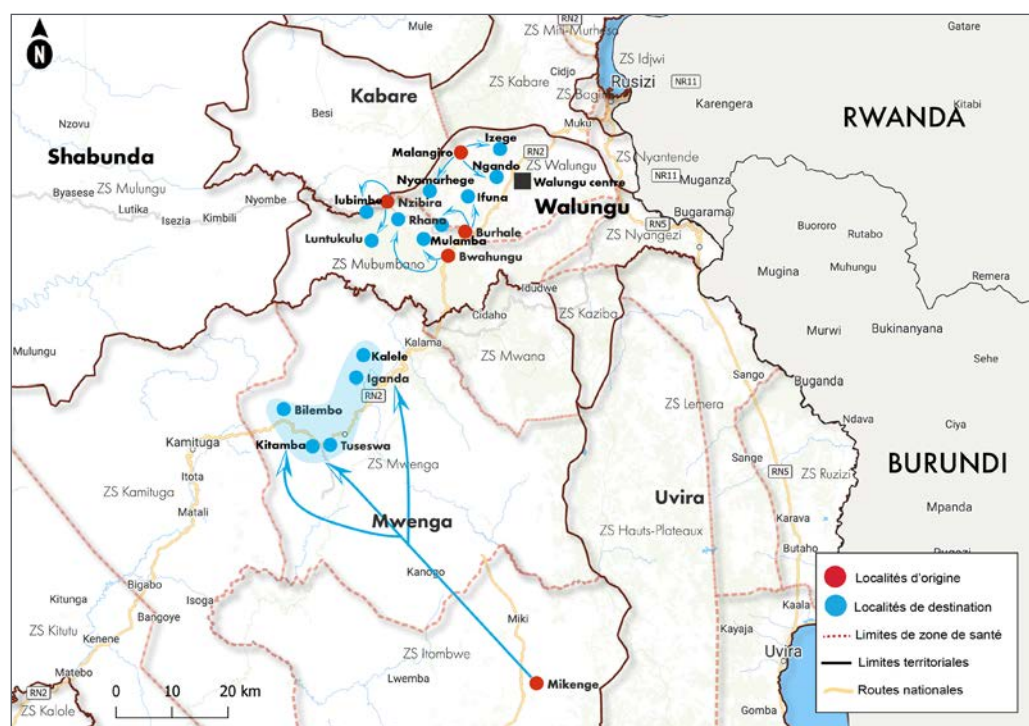 Mule
RN2
ZS Miti-Murhesa
Gatare
N
ZS Idjwi
Cidjo
ZS Kabare
Rusizi
NR11
Kabare
Karengera
Kitabi
Besi
Muku
RWANDA
Nzovu
Izege
Malangiro
RN2
ZS Nyantende
Shabunda
Ngando
ZS Walungu
NR11
Muganza
Byasese
ZS Mulungu
Nyombe
Nyamarhege
Walungu centre
Lutika
Isezia
Kimbili
Iubimbe
Nzibira
Ifuna
Walungu
Bugarama
Rhana
RN5
Buororo
Rutabo
Luntukulu
Mulamba
Burhale
ZS Nyangezi
ZS Mubumbano
Bwahungu
Mugina
Muhungu
Remera
Idudwe
ZS Kaziba
Cidaho
Murwi
Bukinanyana
Mulungu
Kalama
ZS Mwana
Sehe
Kalele
Sango
Buganda
Iganda
RN2
ZS Lemera
Ndava
Bilembo
Ciya
Kamituga
Kitamba
Tuseswa
Sange
BURUNDI
ZS Mwenga
RN5
ZS Ruzizi
Itota
ZS Kamituga
Uvira
Mpanda
Matali
Mwenga
Karava
ZS Hauts-Plateaux
Butaho
Kanogo
Bigabo
Kitunga
Isoga
Bangoye
Miki
Kaala
ZS Kitutu
Kenene
Kayaja
ZS Itombwe
Uvira
Matebo
Lwemba
Mikenge
RN2
ZS Kalole
Gomba
0 10 20 km
Localités d'origine
Localités de destination
Limites de zone de santé
Limites territoriales
Routes nationales